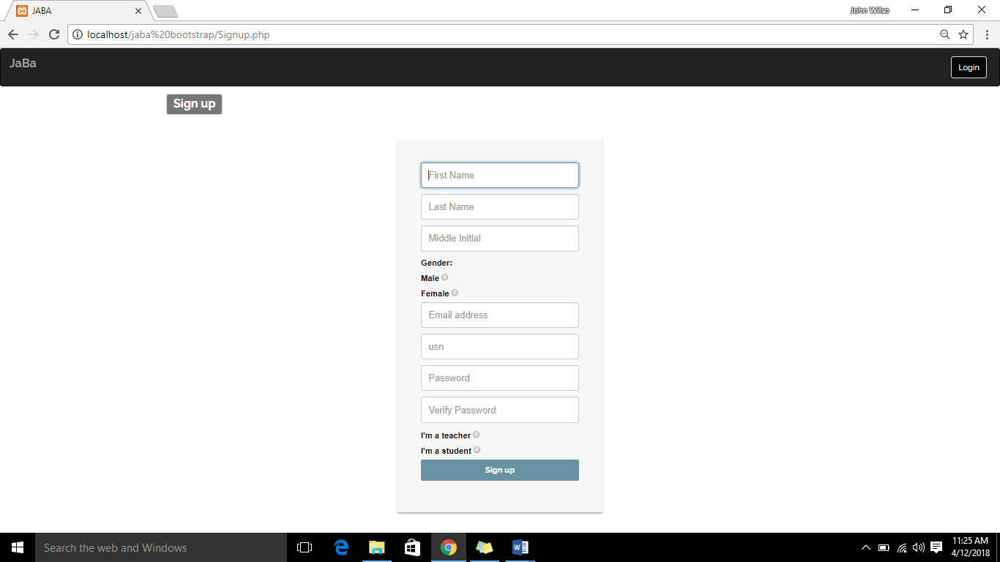 JABA
John Wilso
localhost/jaba%20bootstrap/Signup.php
JaBa
Login
Sign up
First Name
Last Name
Middle Initial
Gender:
Male
Female
Email address
usn
Password
Verify Password
I'm a teacher
I'm a student
Sign up
Search the web and Windows
11:25 AM
4/12/2018